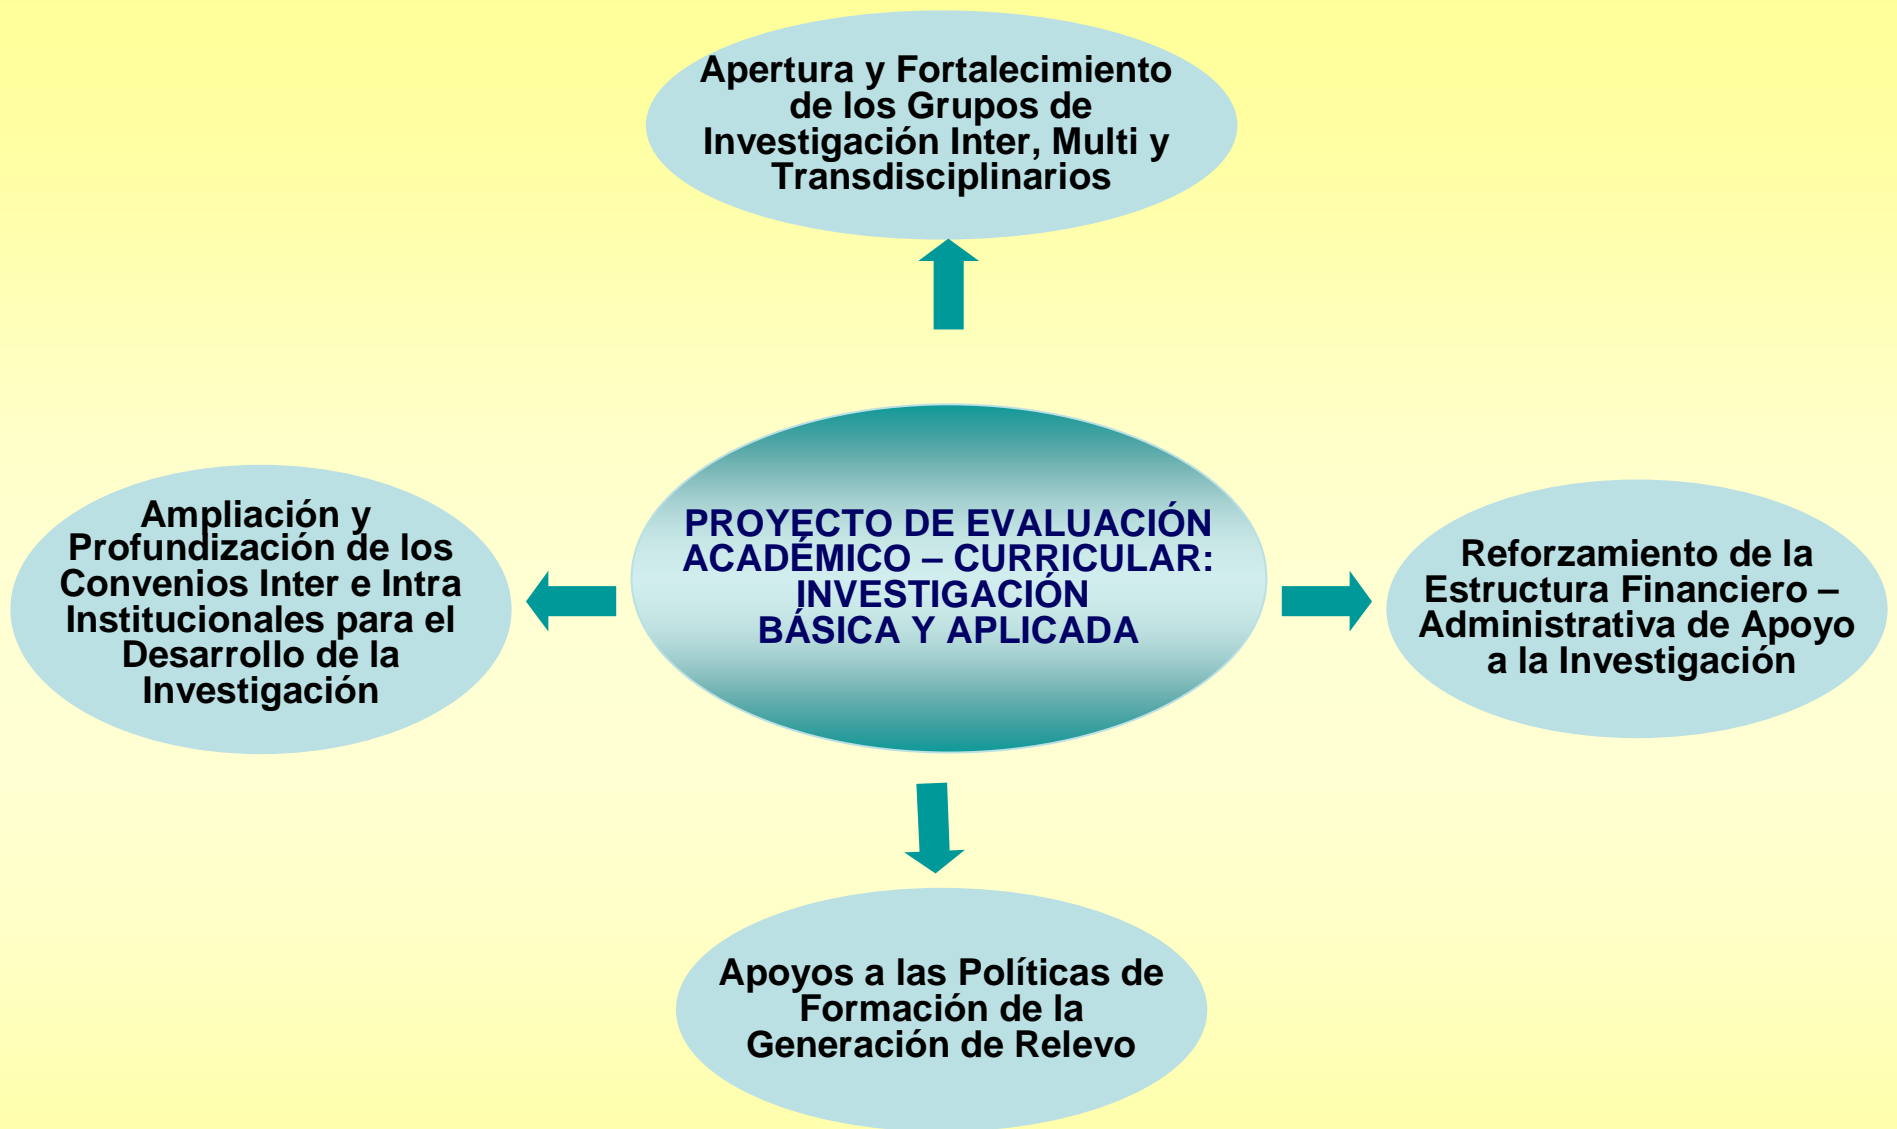 Apertura y Fortalecimiento
de los Grupos de
Investigación Inter, Multi y
Transdisciplinarios
Ampliación y
Profundización de los
Convenios Inter e Intra
Institucionales para el
Desarrollo de la
Investigación
PROYECTO DE EVALUACIÓN
ACADÉMICO – CURRICULAR:
INVESTIGACIÓN
BÁSICA Y APLICADA
Reforzamiento de la
Estructura Financiero –
Administrativa de Apoyo
a la Investigación
Apoyos a las Políticas de
Formación de la
Generación de Relevo